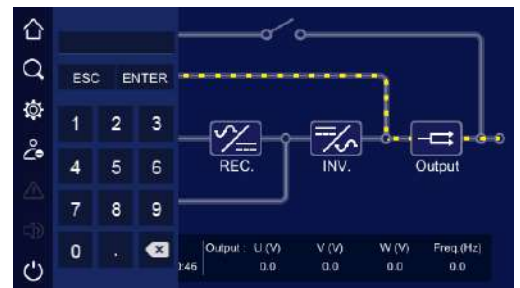 ESC ENTER
1 2 3
4 5 6
7 8 9
0 .
REC. INV. Output
Output : U (V) V (V) W (V) Freq.(Hz)
:46 0.0 0.0 0.0 0.0